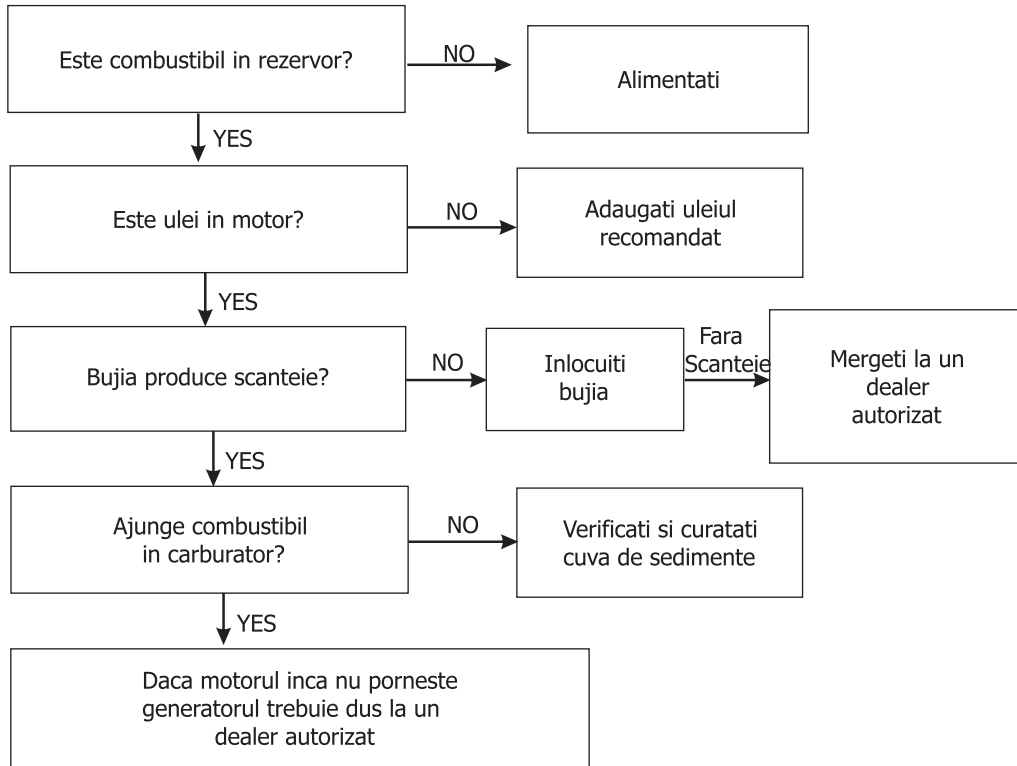 Este combustibil in rezervor?
NO
Alimentati
YES
Este ulei in motor?
NO
Adaugati uleiul
recomandat
YES
Bujia produce scanteie?
NO
Inlocuiti
bujia
Fara
Scanteie
Mergeti la un
dealer
autorizat
YES
Ajunge combustibil
in carburator?
NO
Verificati si curatati
cuva de sedimente
YES
Daca motorul inca nu porneste
generatorul trebuie dus la un
dealer autorizat